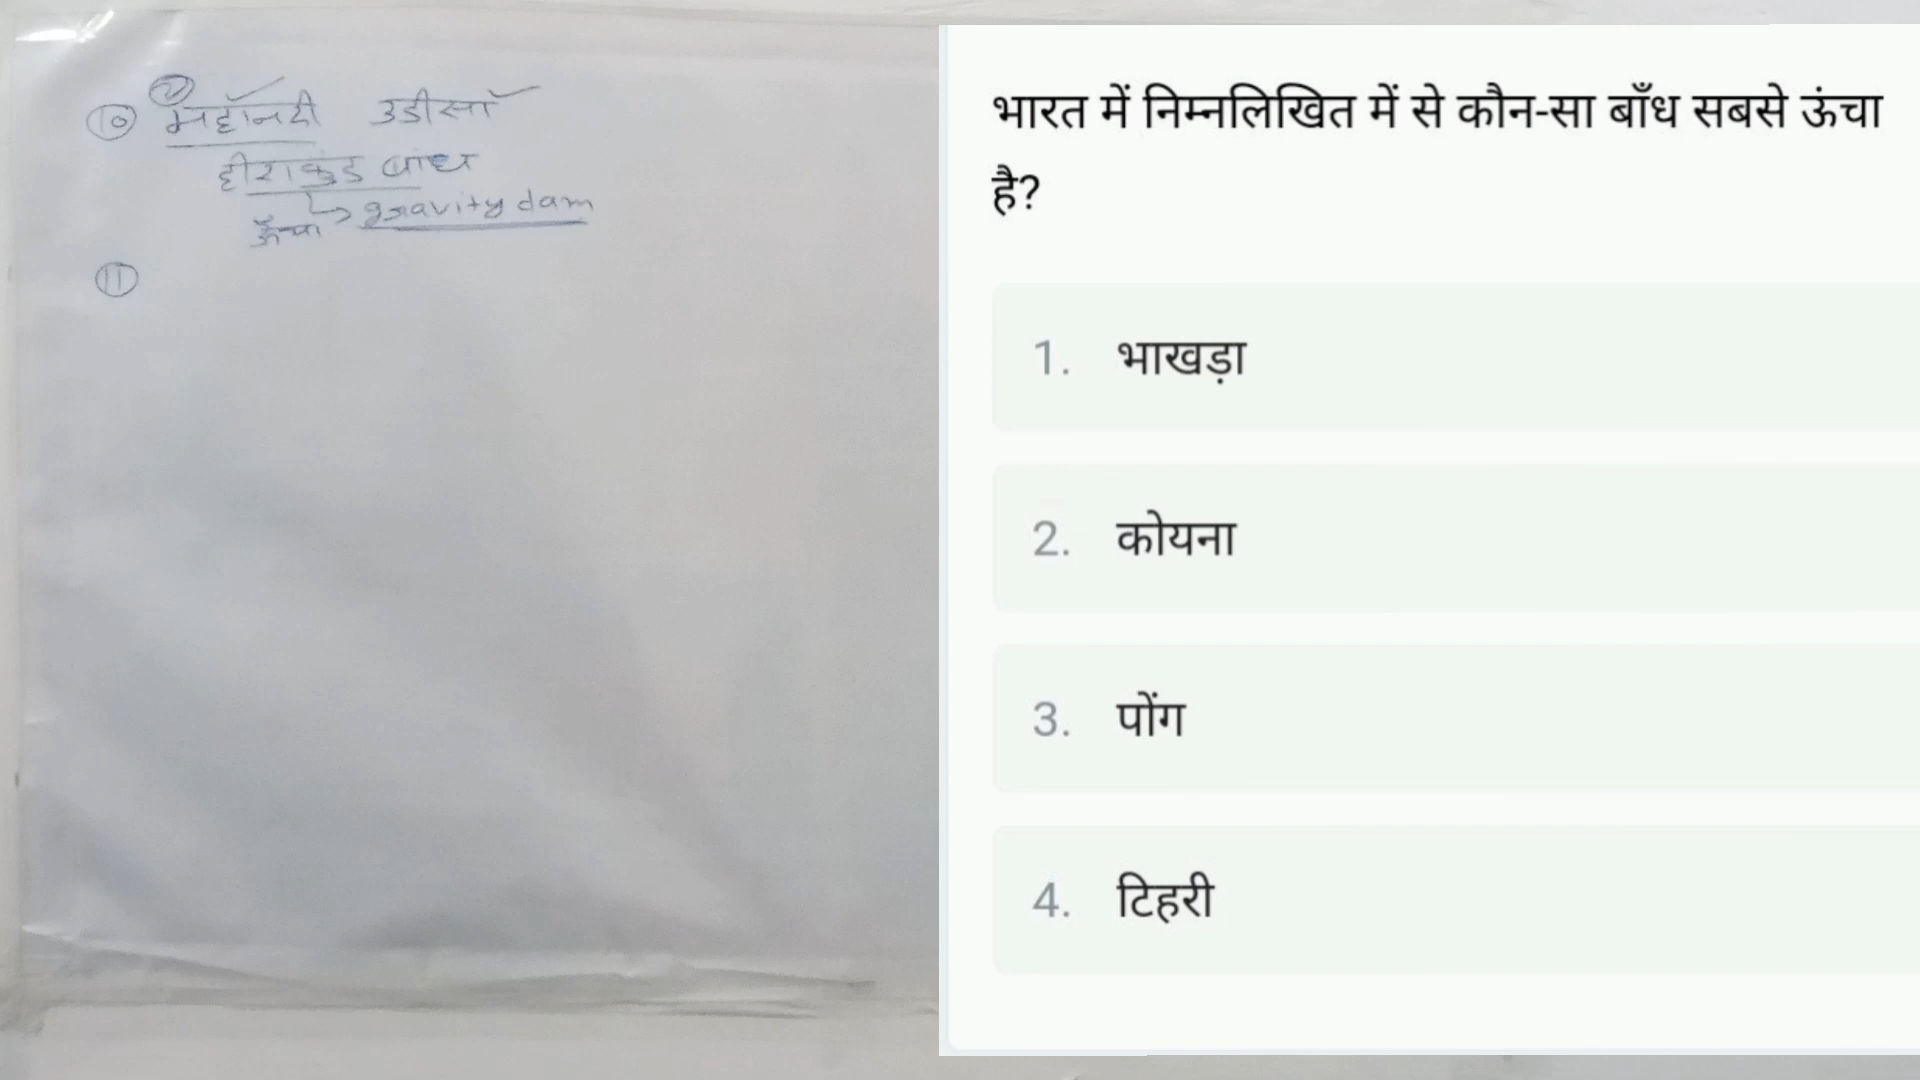 ⑩ महानदी उडीसा
हीराकुंड बांध
↳ gravity dam
ऊँचा
⑪
भारत में निम्नलिखित में से कौन-सा बाँध सबसे ऊंचा
है?
1. भाखड़ा
2. कोयना
3. पोंग
4. टिहरी